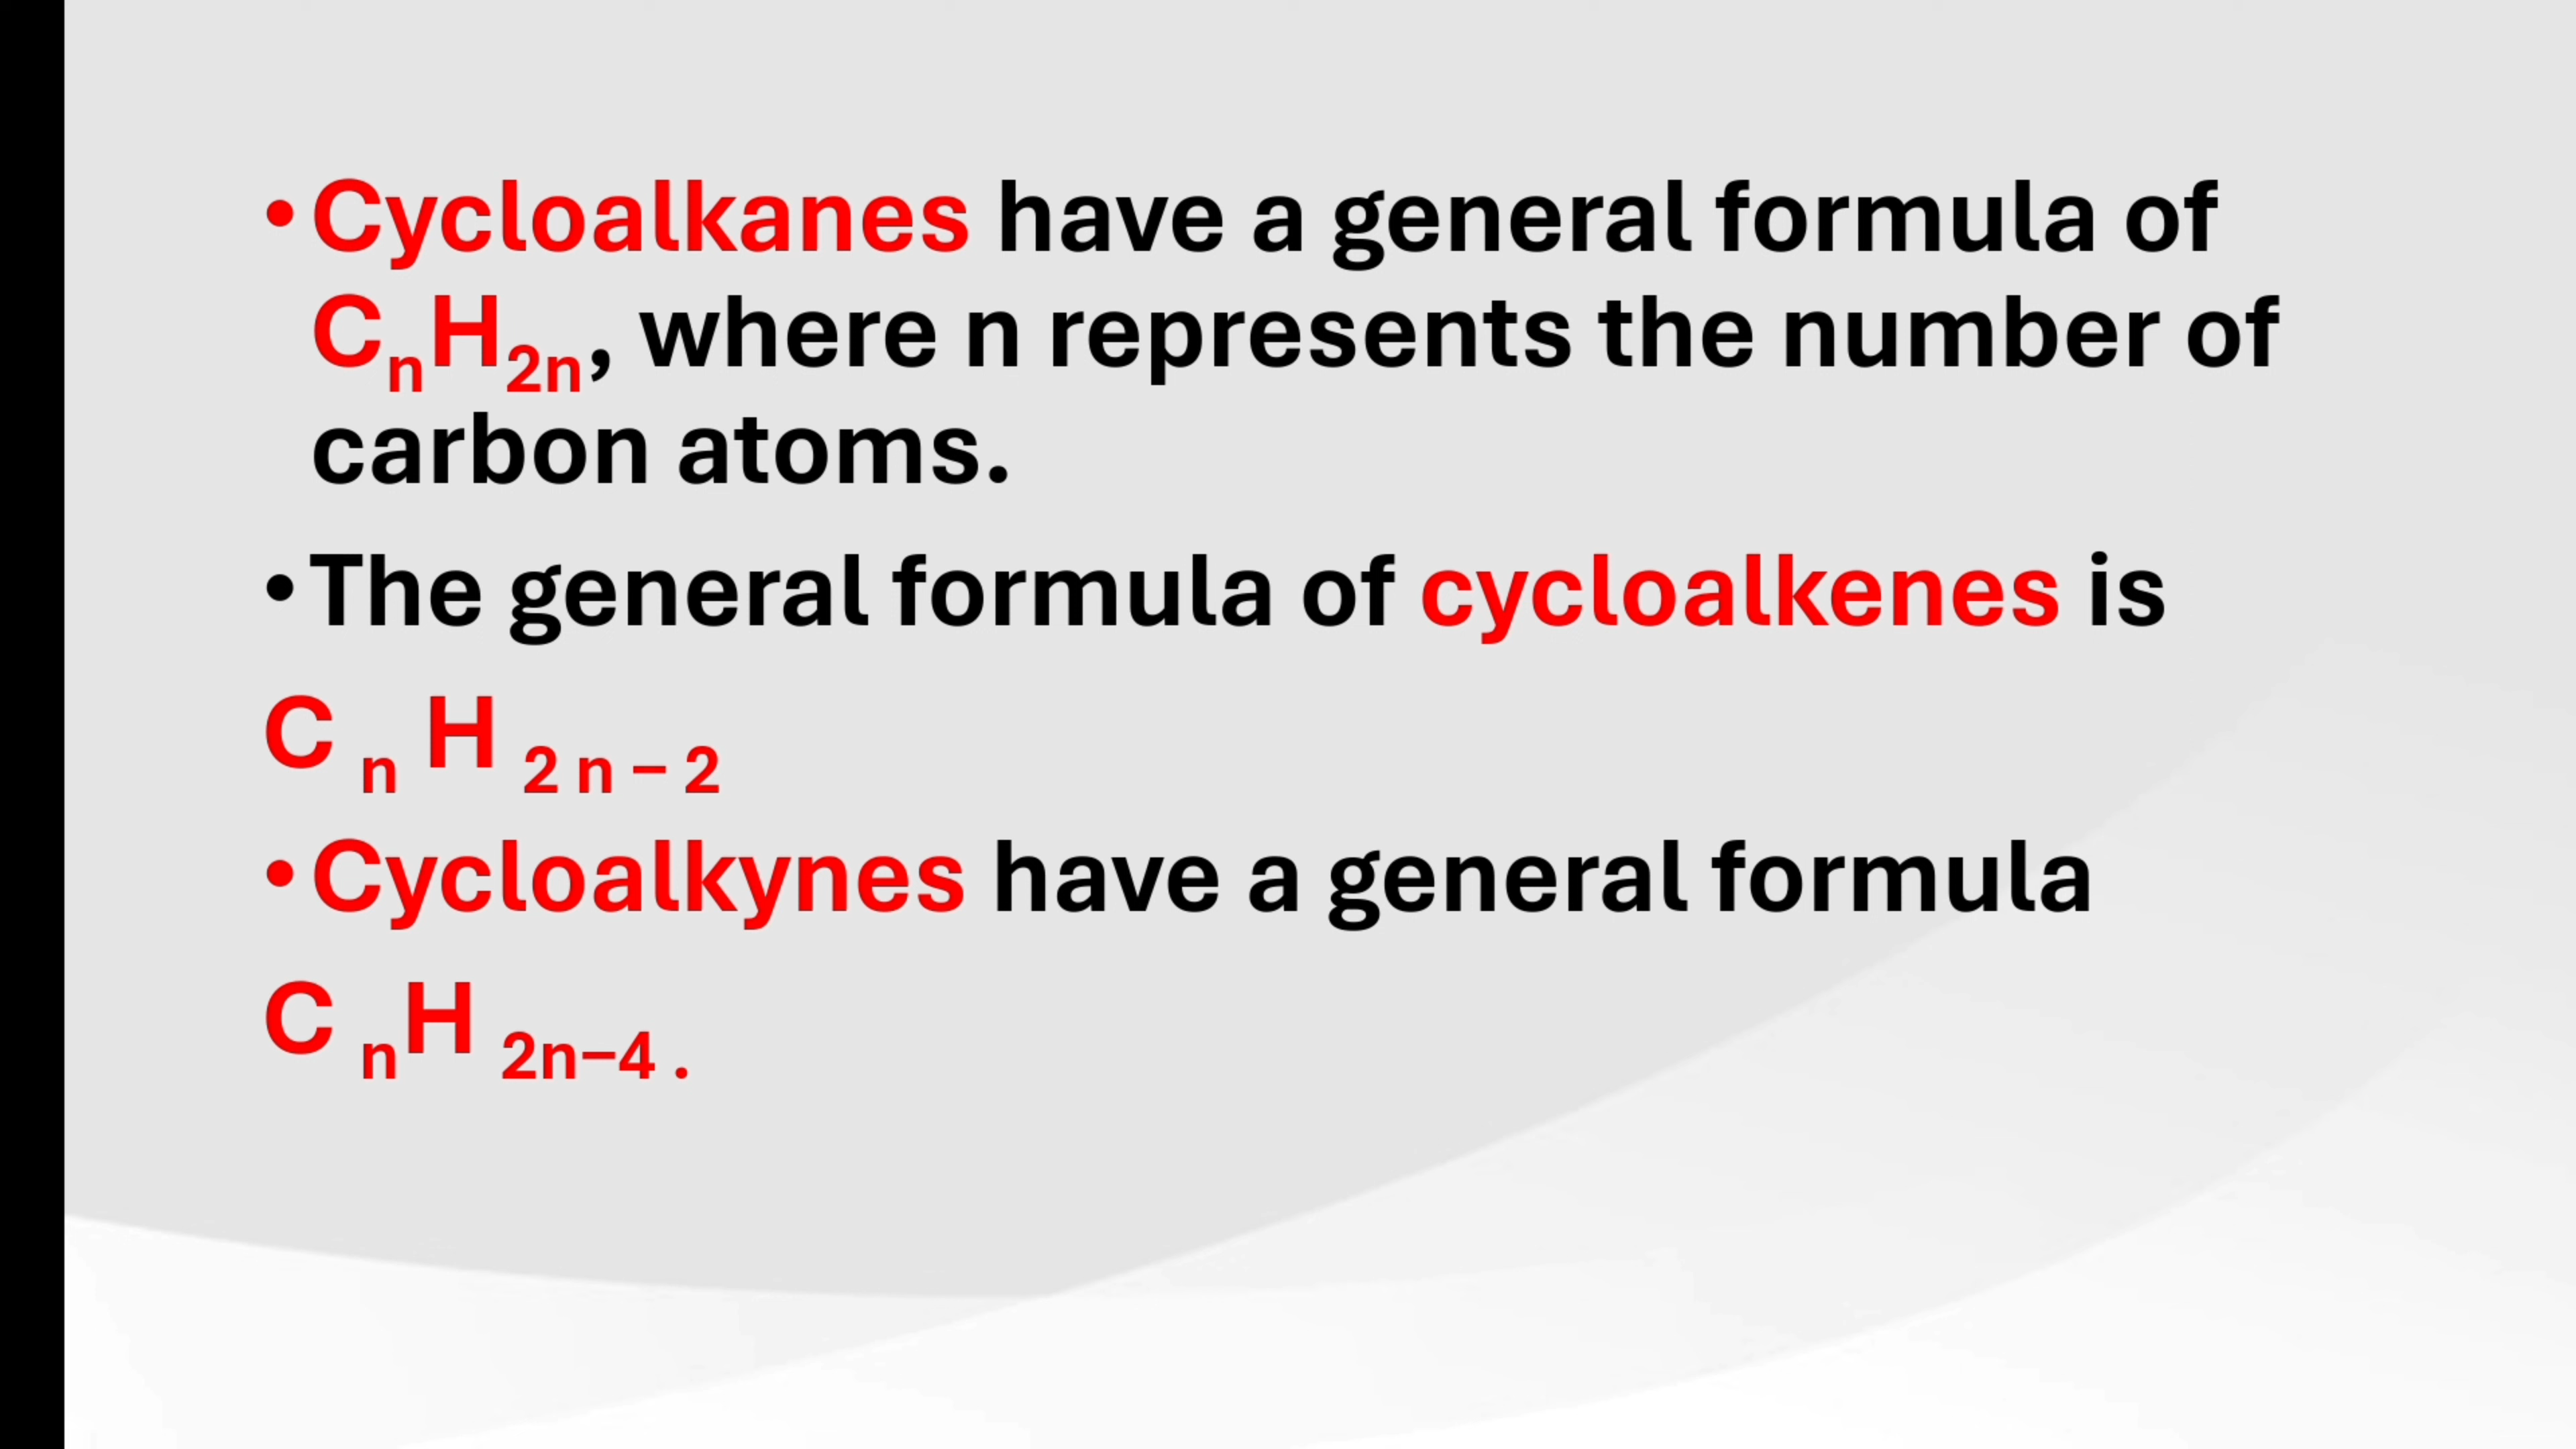 •Cycloalkanes have a general formula of
CₙH₂ₙ, where n represents the number of
carbon atoms.
•The general formula of cycloalkenes is
C ₙ H ₂ ₙ ₋ ₂
•Cycloalkynes have a general formula
C ₙH ₂ₙ₋₄ .